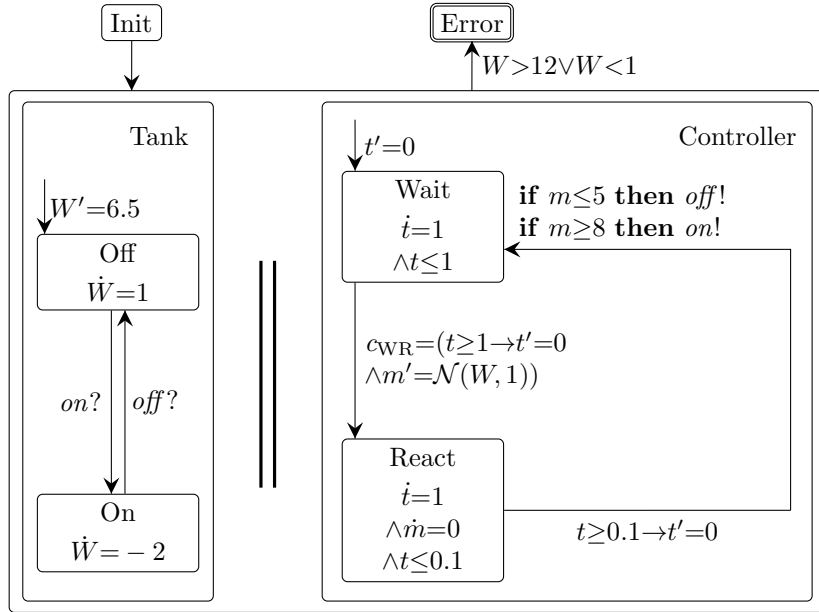 Init
Error
W>12∨W<1
Tank
W′=6.5
Off
Ẇ=1
on?
off?
On
Ẇ=−2
Controller
t′=0
Wait
ṫ=1
∧t≤1
if m≤5 then off!
if m≥8 then on!
c_WR=(t≥1→t′=0
∧m′=𝒩(W, 1))
React
ṫ=1
∧ṁ=0
∧t≤0.1
t≥0.1→t′=0